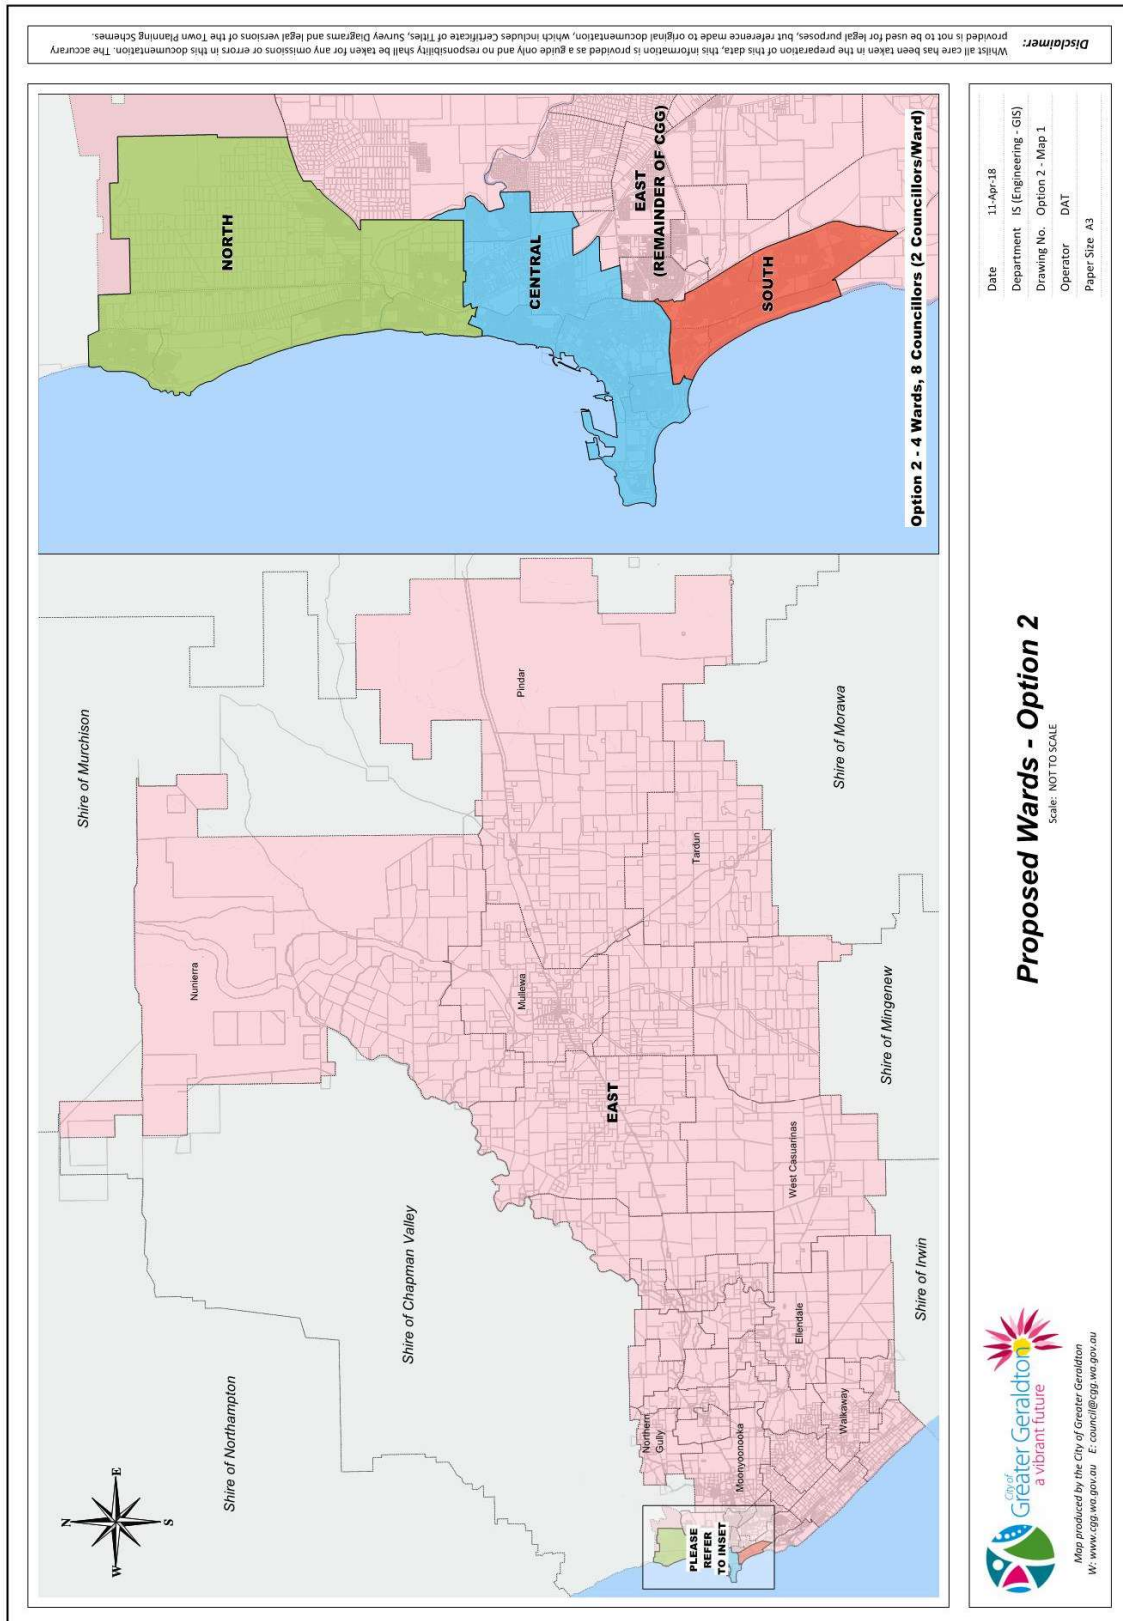 Shire of Northampton
Shire of Murchison
Nunierra
Shire of Chapman Valley
Pindar
Mullewa
EAST
Northern
Gully
Tardun
Moonyoonooka
PLEASE
REFER
TO INSET
West Casuarinas
Ellendale
Walkaway
Shire of Morawa
Shire of Mingenew
Shire of Irwin
N
E
S
W
NORTH
CENTRAL
EAST
(REMAINDER OF CGG)
SOUTH
Option 2 - 4 Wards, 8 Councillors (2 Councillors/Ward)
City of
Greater Geraldton
a vibrant future
Map produced by the City of Greater Geraldton
W: www.cgg.wa.gov.au E: council@cgg.wa.gov.au
Proposed Wards - Option 2
Scale: NOT TO SCALE
Date 11-Apr-18
Department IS (Engineering - GIS)
Drawing No. Option 2 - Map 1
Operator DAT
Paper Size A3
Disclaimer:
Whilst all care has been taken in the preparation of this data, this information is provided as a guide only and no responsibility shall be taken for any omissions or errors in this documentation. The accuracy
provided is not to be used for legal purposes, but reference made to original documentation, which includes Certificate of Titles, Survey Diagrams and legal versions of the Town Planning Schemes.